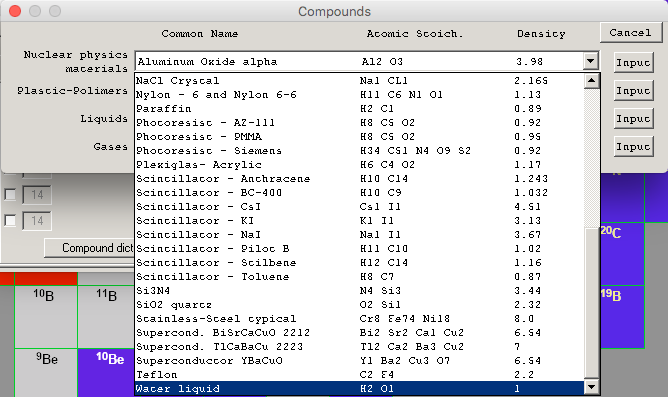 Compounds
Common Name Atomic Stoich. Density Cancel
Nuclear physics materials Aluminum Oxide alpha Al2 O3 3.98 Input
NaCl Crystal Na1 CL1 2.165
Plastic-Polimers Nylon - 6 and Nylon 6-6 H11 C6 N1 O1 1.13 Input
Paraffin H2 C1 0.89
Photoresist - AZ-111 H8 C5 O2 0.92
Liquids Input
Photoresist - PMMA H8 C5 O2 0.95
Gases Photoresist - Siemens H34 C51 N4 O9 S2 0.92 Input
Plexiglas- Acrylic H6 C4 O2 1.17
Scintillator - Anthracene H10 C14 1.243
14 Scintillator - BC-400 H10 C9 1.032
Scintillator - CsI Cs1 I1 4.51
14 Scintillator - KI K1 I1 3.13
Scintillator - NaI Na1 I1 3.67
20C
Compound dict Scintillator - Pilot B H11 C10 1.02
Scintillator - Stilbene H12 C14 1.16
Scintillator - Toluene H8 C7 0.87
10B 11B Si3N4 N4 Si3 3.44 19B
SiO2 quartz O2 Si1 2.32
Stainless-Steel typical Cr8 Fe74 Ni18 8.0
Supercond. BiSrCaCuO 2212 Bi2 Sr2 Ca1 Cu2 6.54
Supercond. TlCaBaCu 2223 Tl2 Ca2 Ba3 Cu2 7
9Be 10Be Superconductor YBaCuO Y1 Ba2 Cu3 O7 6.54
Teflon C2 F4 2.2
Water liquid H2 O1 1